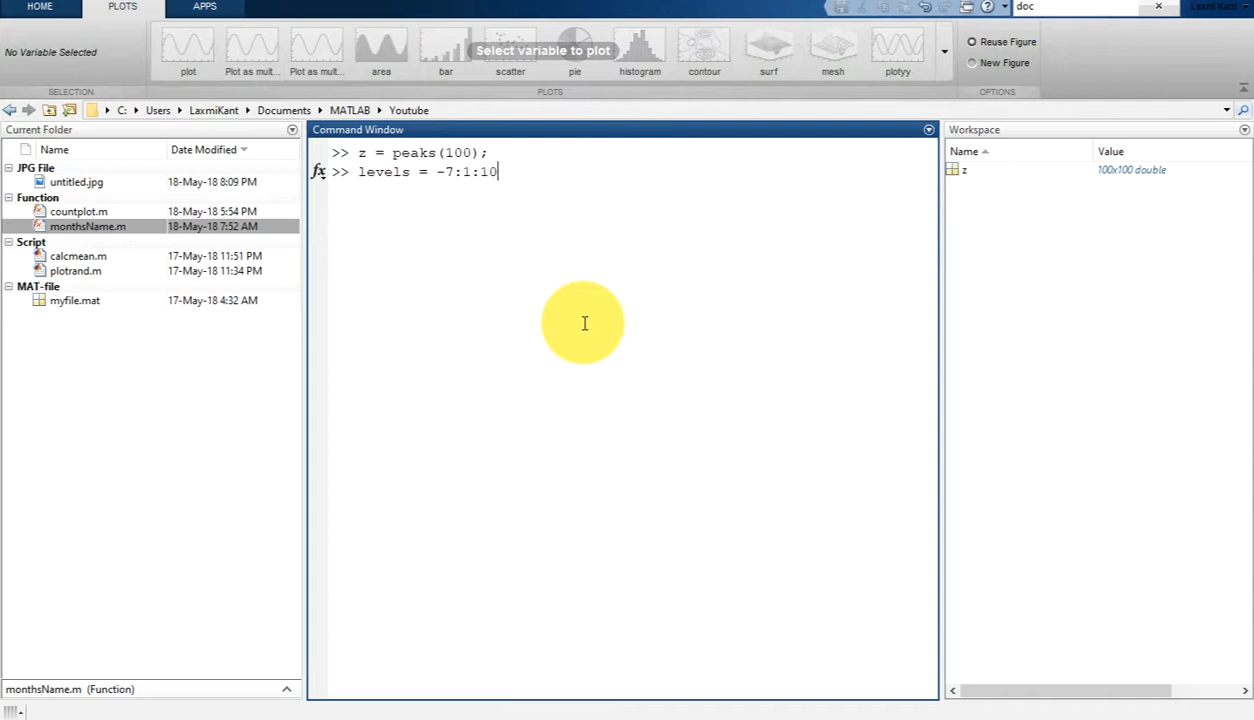 HOME PLOTS APPS
doc
Laxmi Kant
No Variable Selected
Select variable to plot
plot Plot as mult... Plot as mult... area bar scatter pie histogram contour surf mesh plotyy
Reuse Figure
New Figure
SELECTION PLOTS OPTIONS
C: Users LaxmiKant Documents MATLAB Youtube
Current Folder
Name Date Modified
JPG File
untitled.jpg 18-May-18 8:09 PM
Function
countplot.m 18-May-18 5:54 PM
monthsName.m 18-May-18 7:52 AM
Script
calcmean.m 17-May-18 11:51 PM
plotrand.m 17-May-18 11:34 PM
MAT-file
myfile.mat 17-May-18 4:32 AM
monthsName.m (Function)
Command Window
>> z = peaks(100);
fx >> levels = -7:1:10
Workspace
Name Value
z 100x100 double